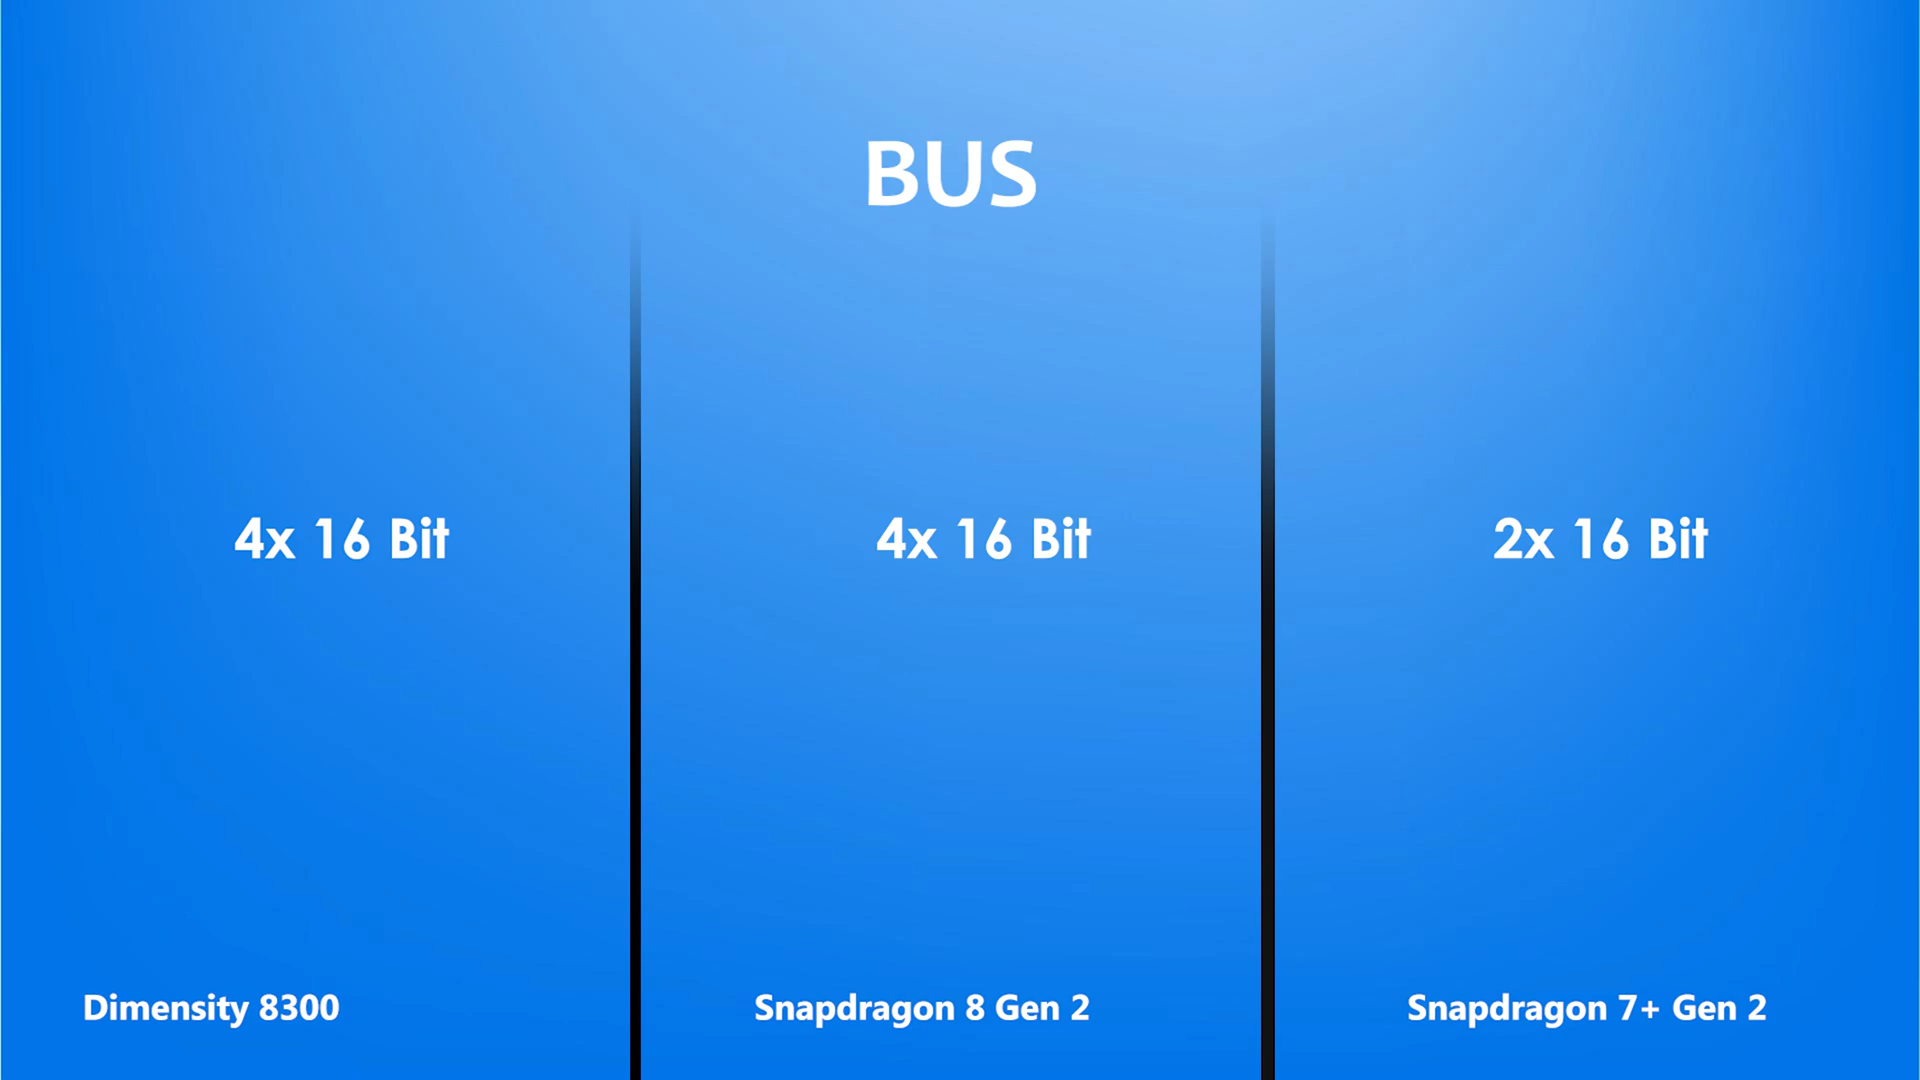 BUS
4x 16 Bit
4x 16 Bit
2x 16 Bit
Dimensity 8300
Snapdragon 8 Gen 2
Snapdragon 7+ Gen 2